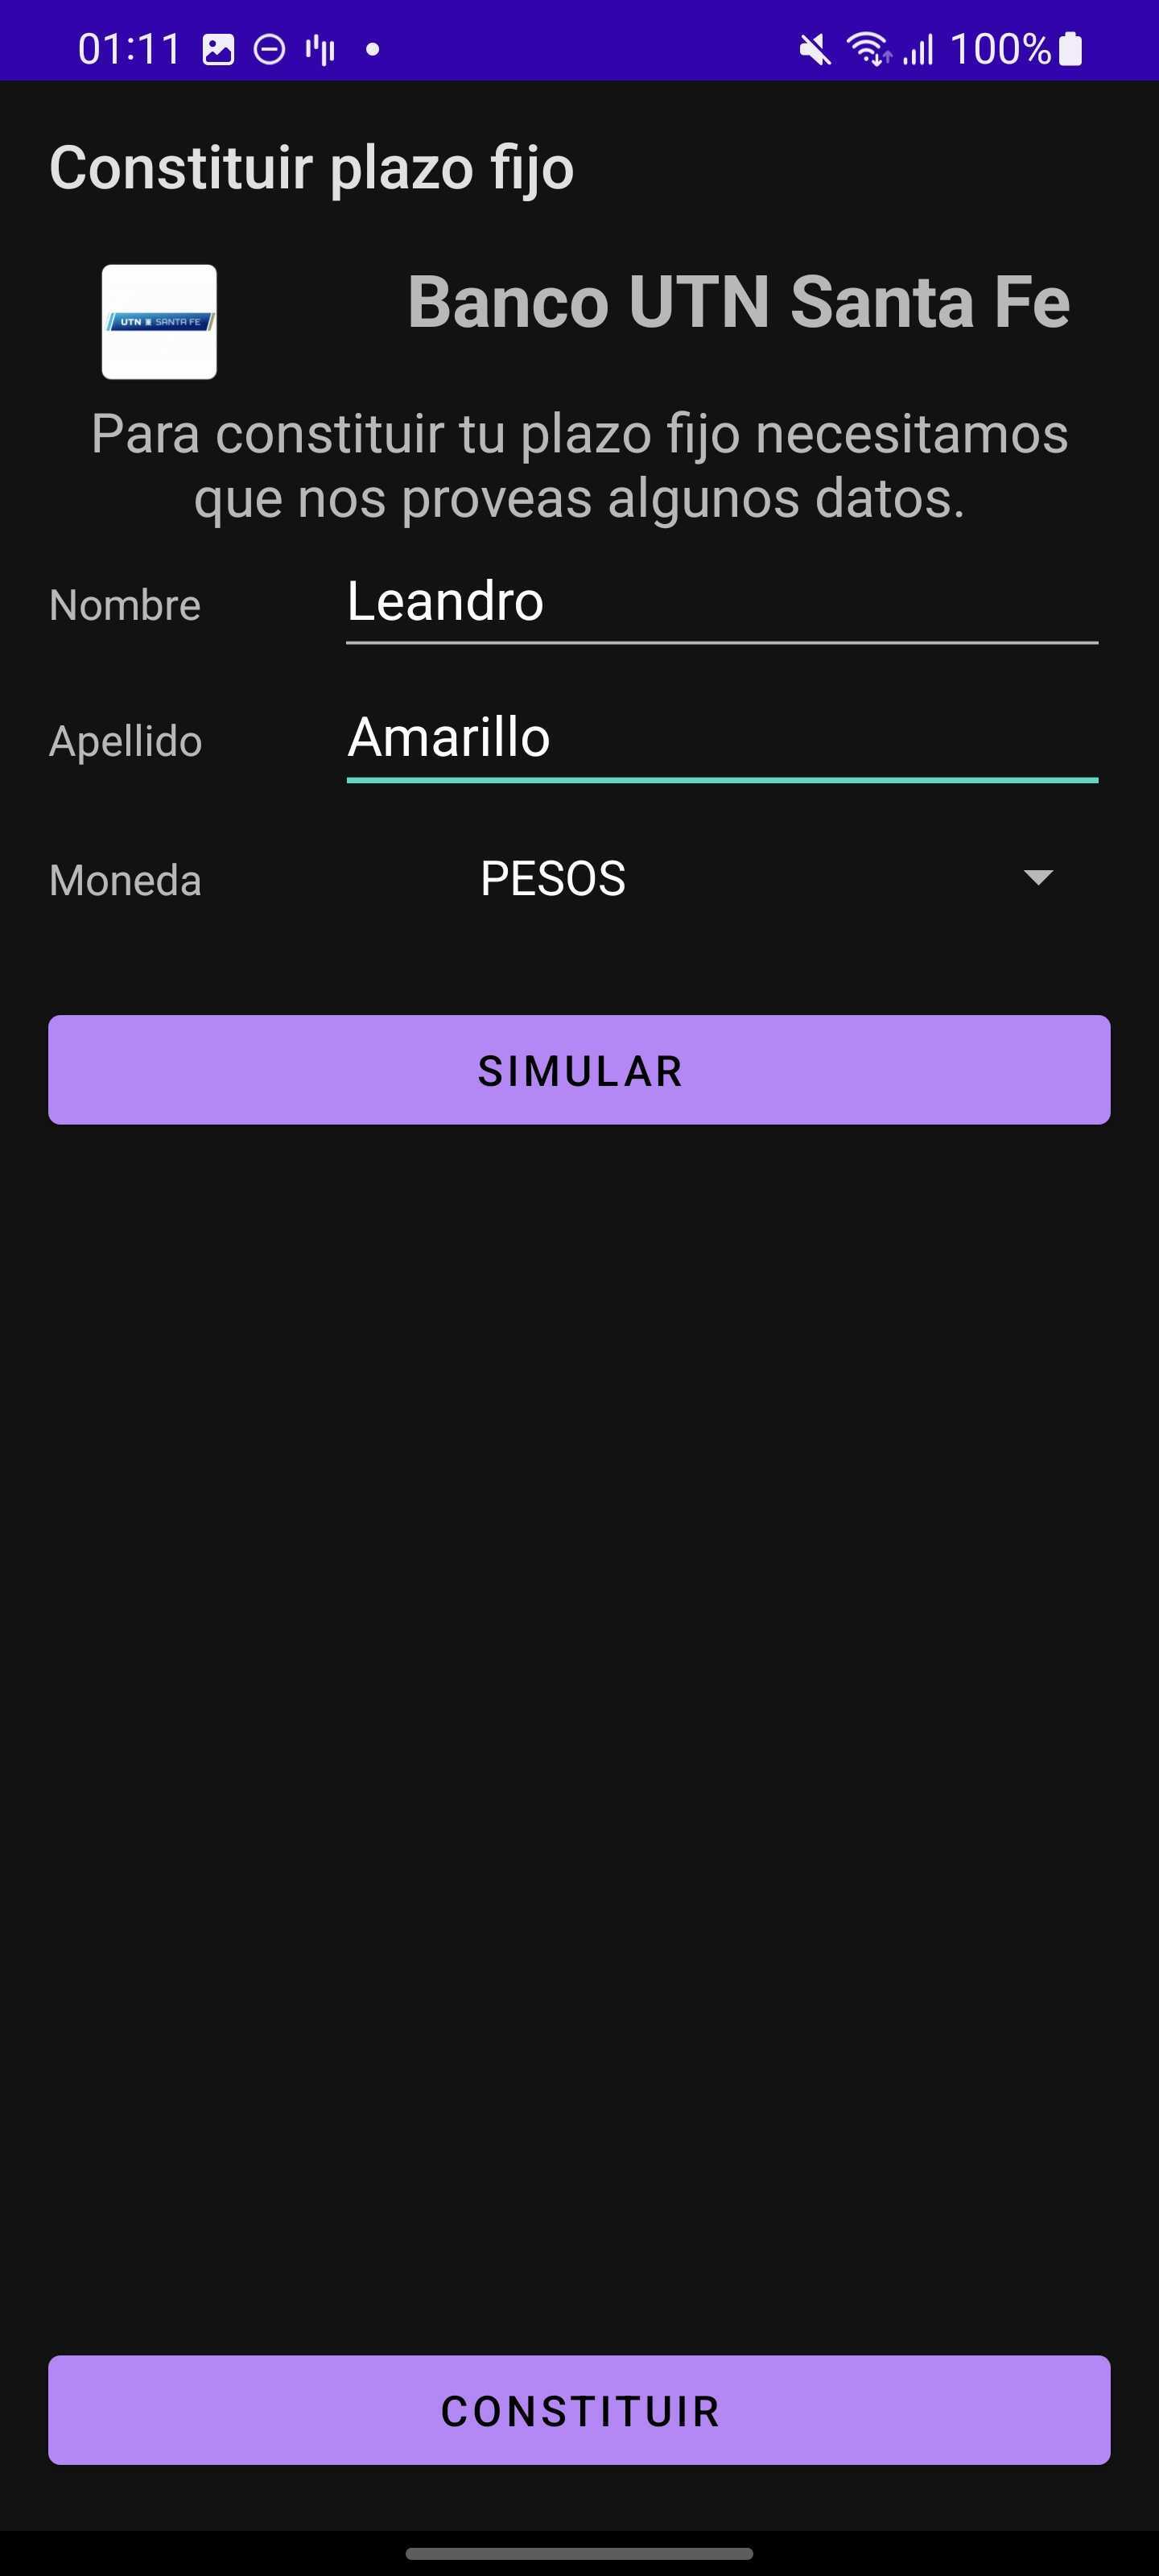 01:11
100%
Constituir plazo fijo
UTN SANTA FE
Banco UTN Santa Fe
Para constituir tu plazo fijo necesitamos
que nos proveas algunos datos.
Nombre Leandro
Apellido Amarillo
Moneda PESOS
SIMULAR
CONSTITUIR